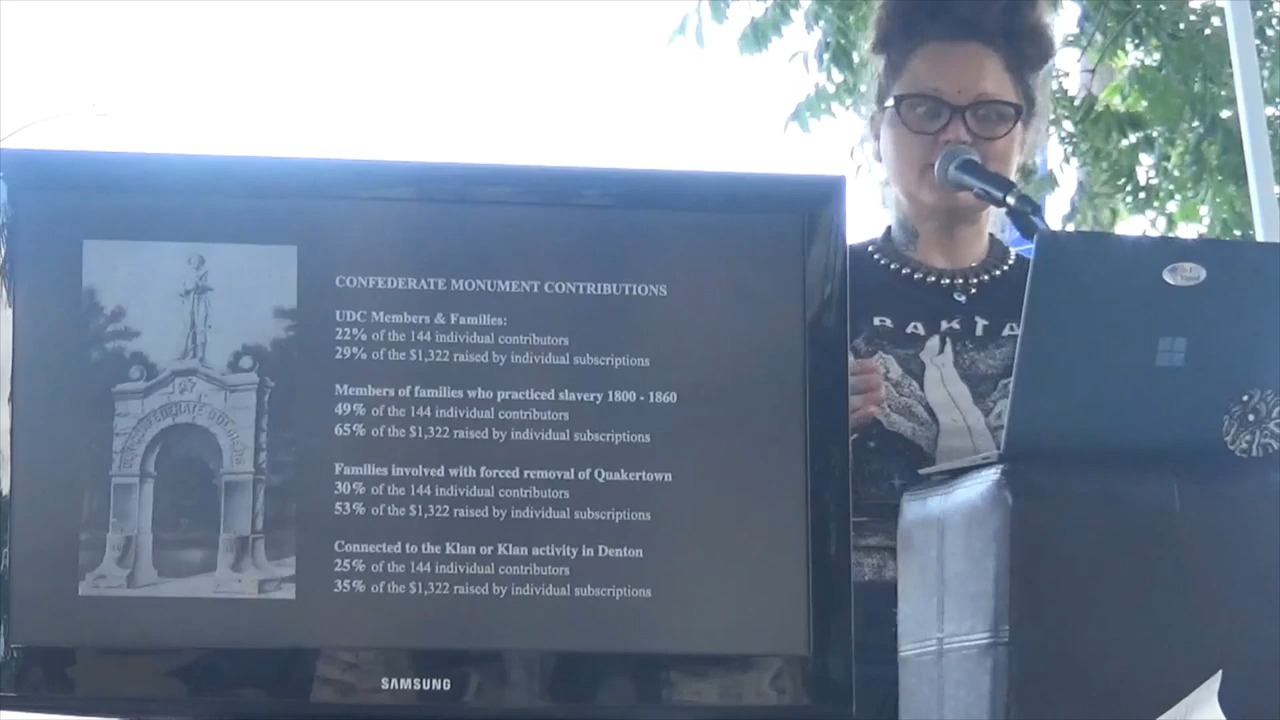 CONFEDERATE MONUMENT CONTRIBUTIONS
UDC Members & Families:
22% of the 144 individual contributors
29% of the $1,322 raised by individual subscriptions
Members of families who practiced slavery 1800 - 1860
49% of the 144 individual contributors
65% of the $1,322 raised by individual subscriptions
Families involved with forced removal of Quakertown
30% of the 144 individual contributors
53% of the $1,322 raised by individual subscriptions
Connected to the Klan or Klan activity in Denton
25% of the 144 individual contributors
35% of the $1,322 raised by individual subscriptions
SAMSUNG